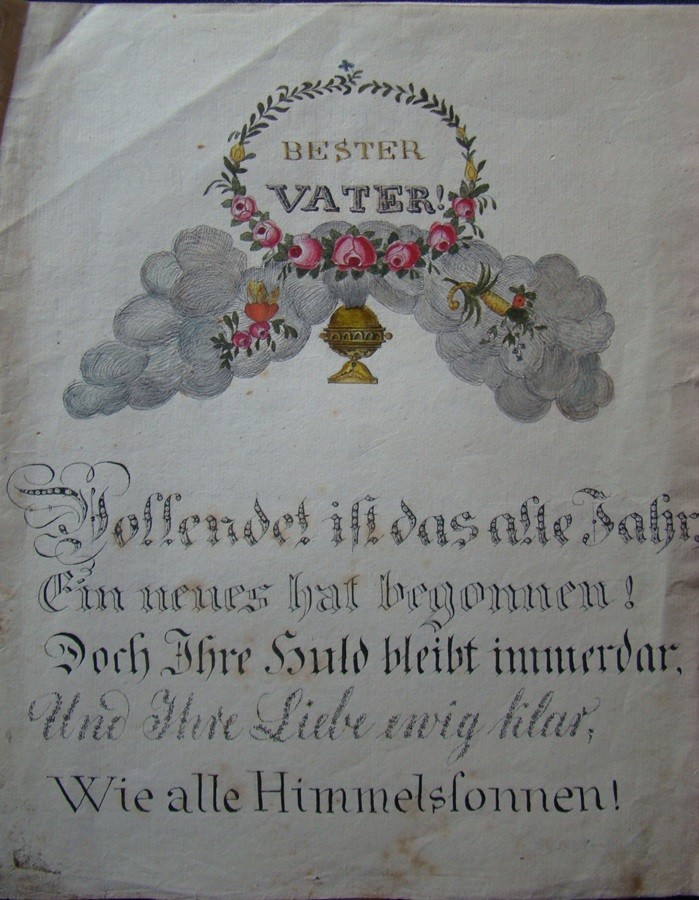 BESTER
VATER!
Vollendet iſt das alte Jahr,
Ein neues hat begonnen!
Doch Ihre Huld bleibt immerdar,
Und Ihre Liebe ewig klar,
Wie alle Himmelsſonnen!